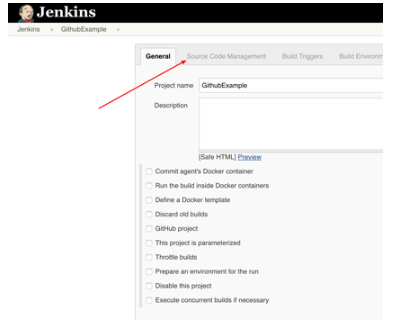 Jenkins
Jenkins › GithubExample ›
General Source Code Management Build Triggers Build Environm
Project name GithubExample
Description
[Safe HTML] Preview
Commit agent's Docker container
Run the build inside Docker containers
Define a Docker template
Discard old builds
GitHub project
This project is parameterized
Throttle builds
Prepare an environment for the run
Disable this project
Execute concurrent builds if necessary